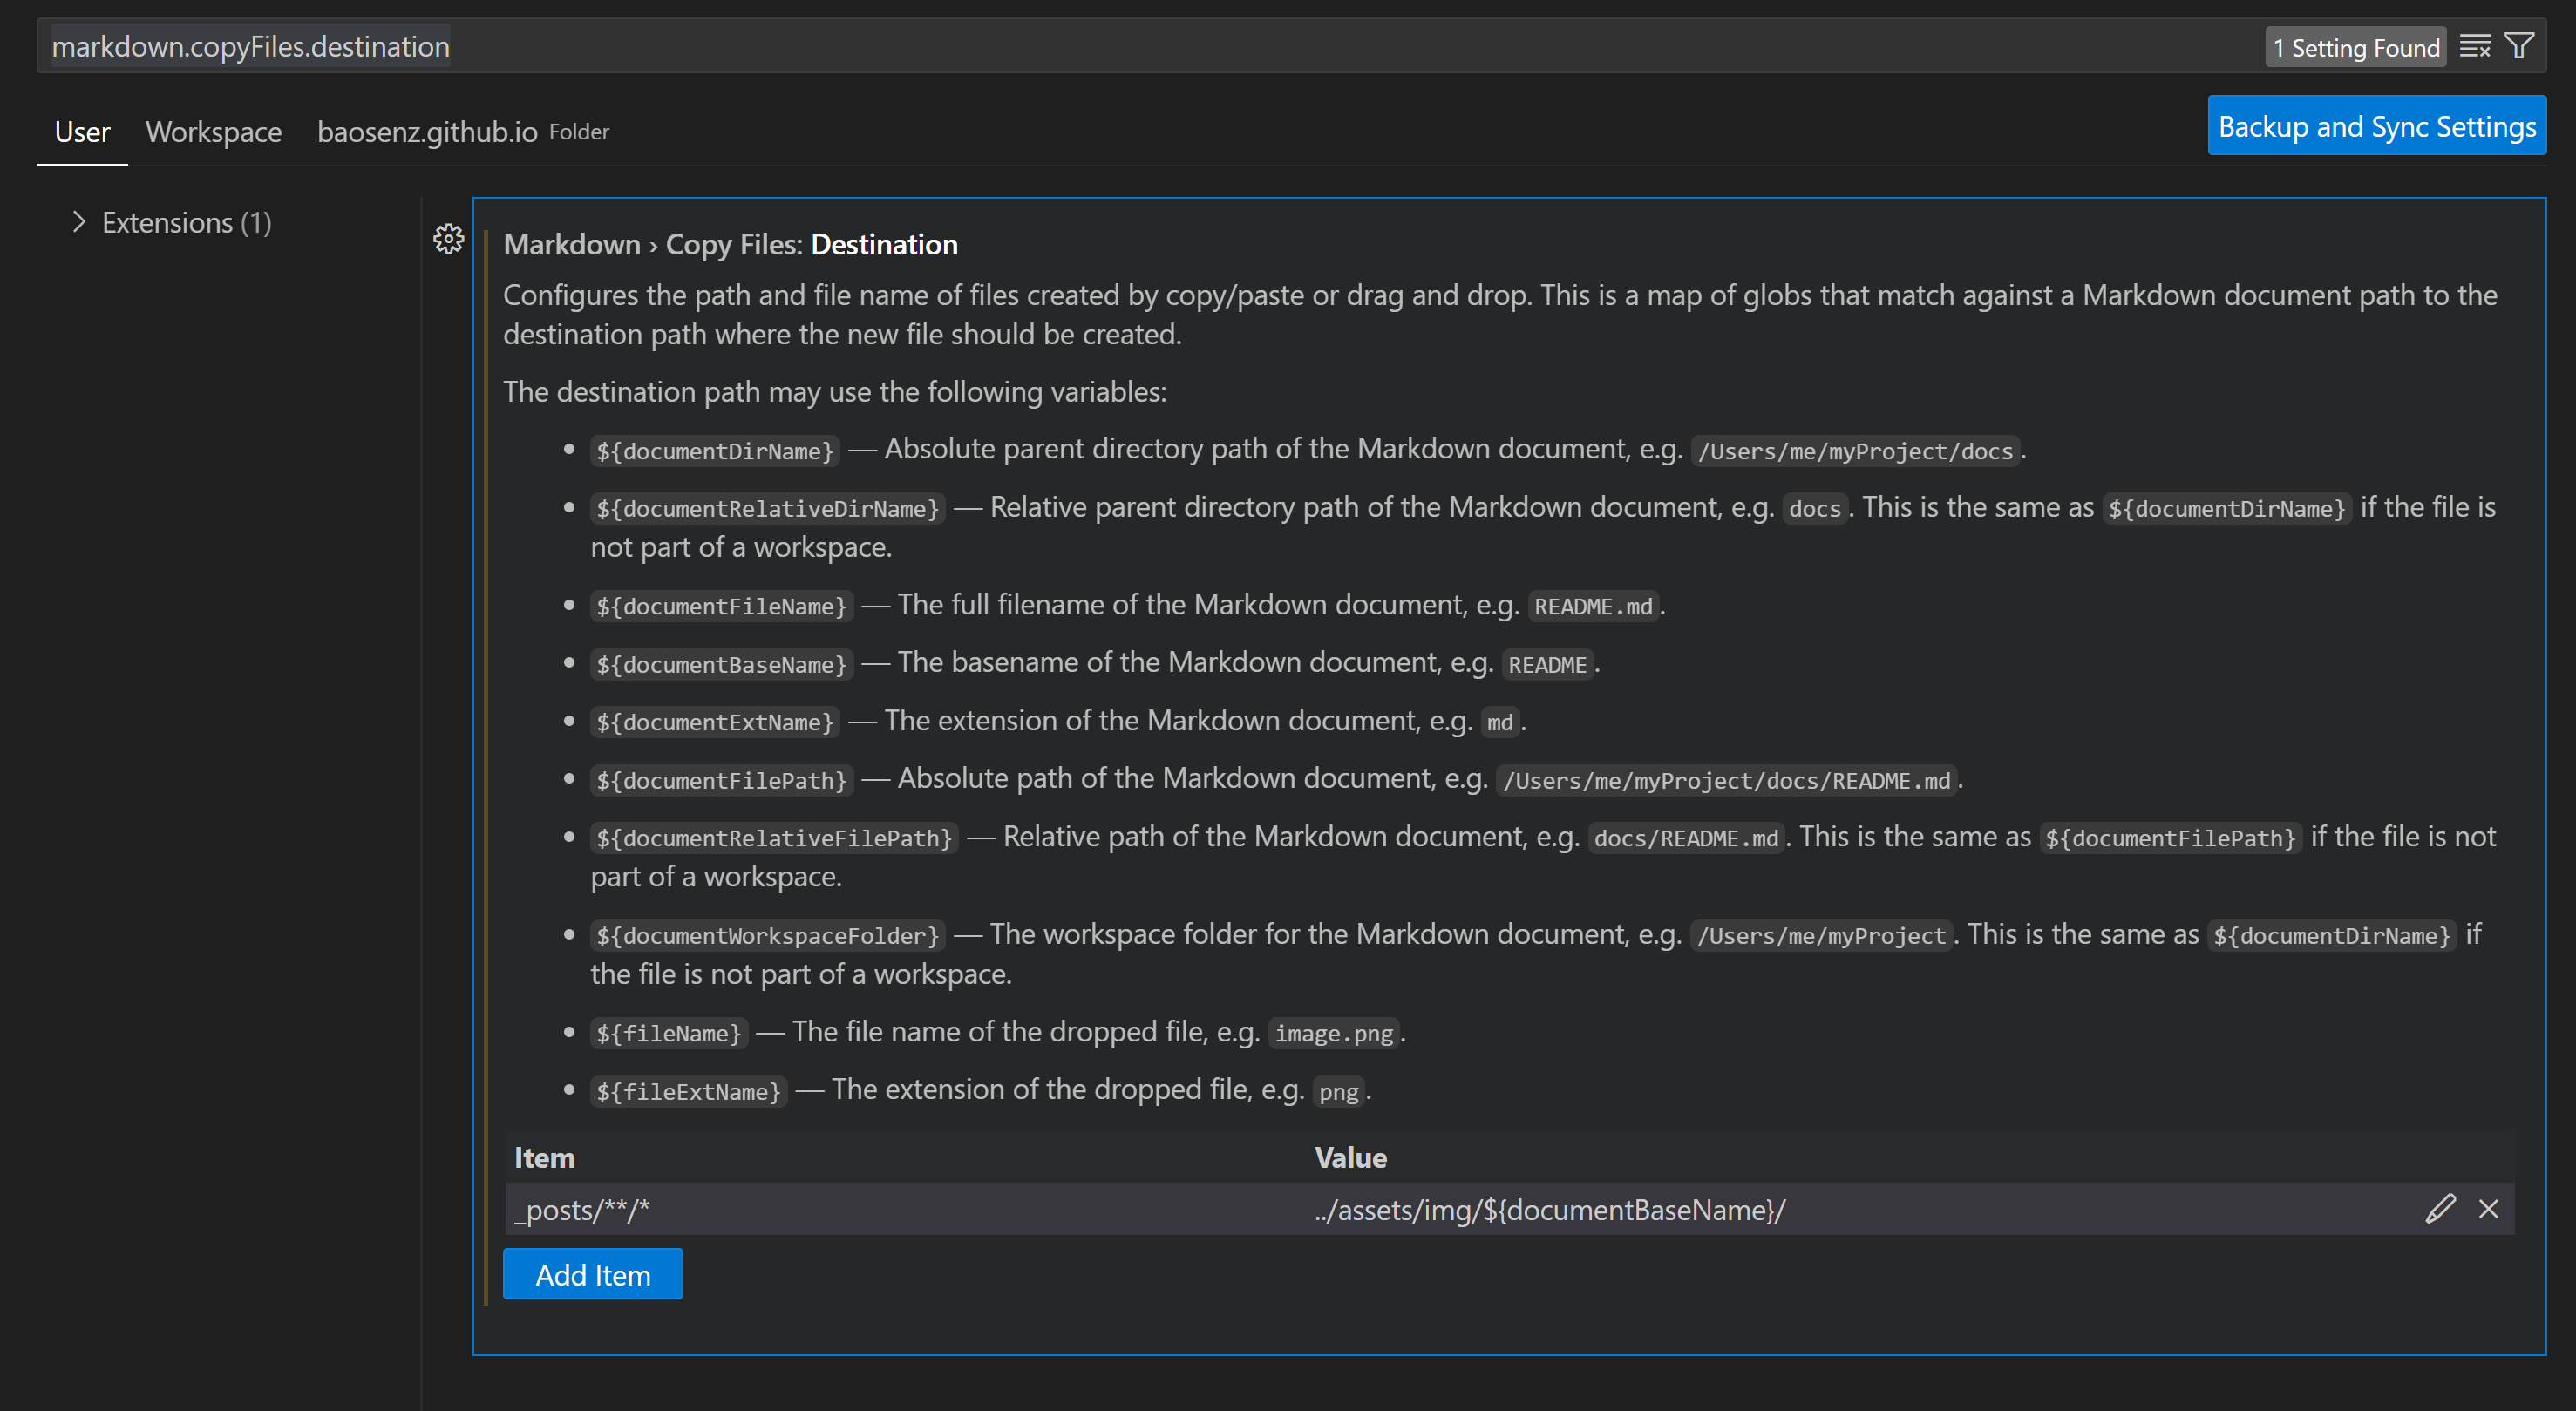 markdown.copyFiles.destination
1 Setting Found
User Workspace baosenz.github.io Folder
Backup and Sync Settings
Extensions (1)
Markdown › Copy Files: Destination
Configures the path and file name of files created by copy/paste or drag and drop. This is a map of globs that match against a Markdown document path to the
destination path where the new file should be created.
The destination path may use the following variables:
• ${documentDirName} — Absolute parent directory path of the Markdown document, e.g. /Users/me/myProject/docs.
• ${documentRelativeDirName} — Relative parent directory path of the Markdown document, e.g. docs. This is the same as ${documentDirName} if the file is
not part of a workspace.
• ${documentFileName} — The full filename of the Markdown document, e.g. README.md.
• ${documentBaseName} — The basename of the Markdown document, e.g. README.
• ${documentExtName} — The extension of the Markdown document, e.g. md.
• ${documentFilePath} — Absolute path of the Markdown document, e.g. /Users/me/myProject/docs/README.md.
• ${documentRelativeFilePath} — Relative path of the Markdown document, e.g. docs/README.md. This is the same as ${documentFilePath} if the file is not
part of a workspace.
• ${documentWorkspaceFolder} — The workspace folder for the Markdown document, e.g. /Users/me/myProject. This is the same as ${documentDirName} if
the file is not part of a workspace.
• ${fileName} — The file name of the dropped file, e.g. image.png.
• ${fileExtName} — The extension of the dropped file, e.g. png.
Item Value
_posts/**/* ../assets/img/${documentBaseName}/
Add Item